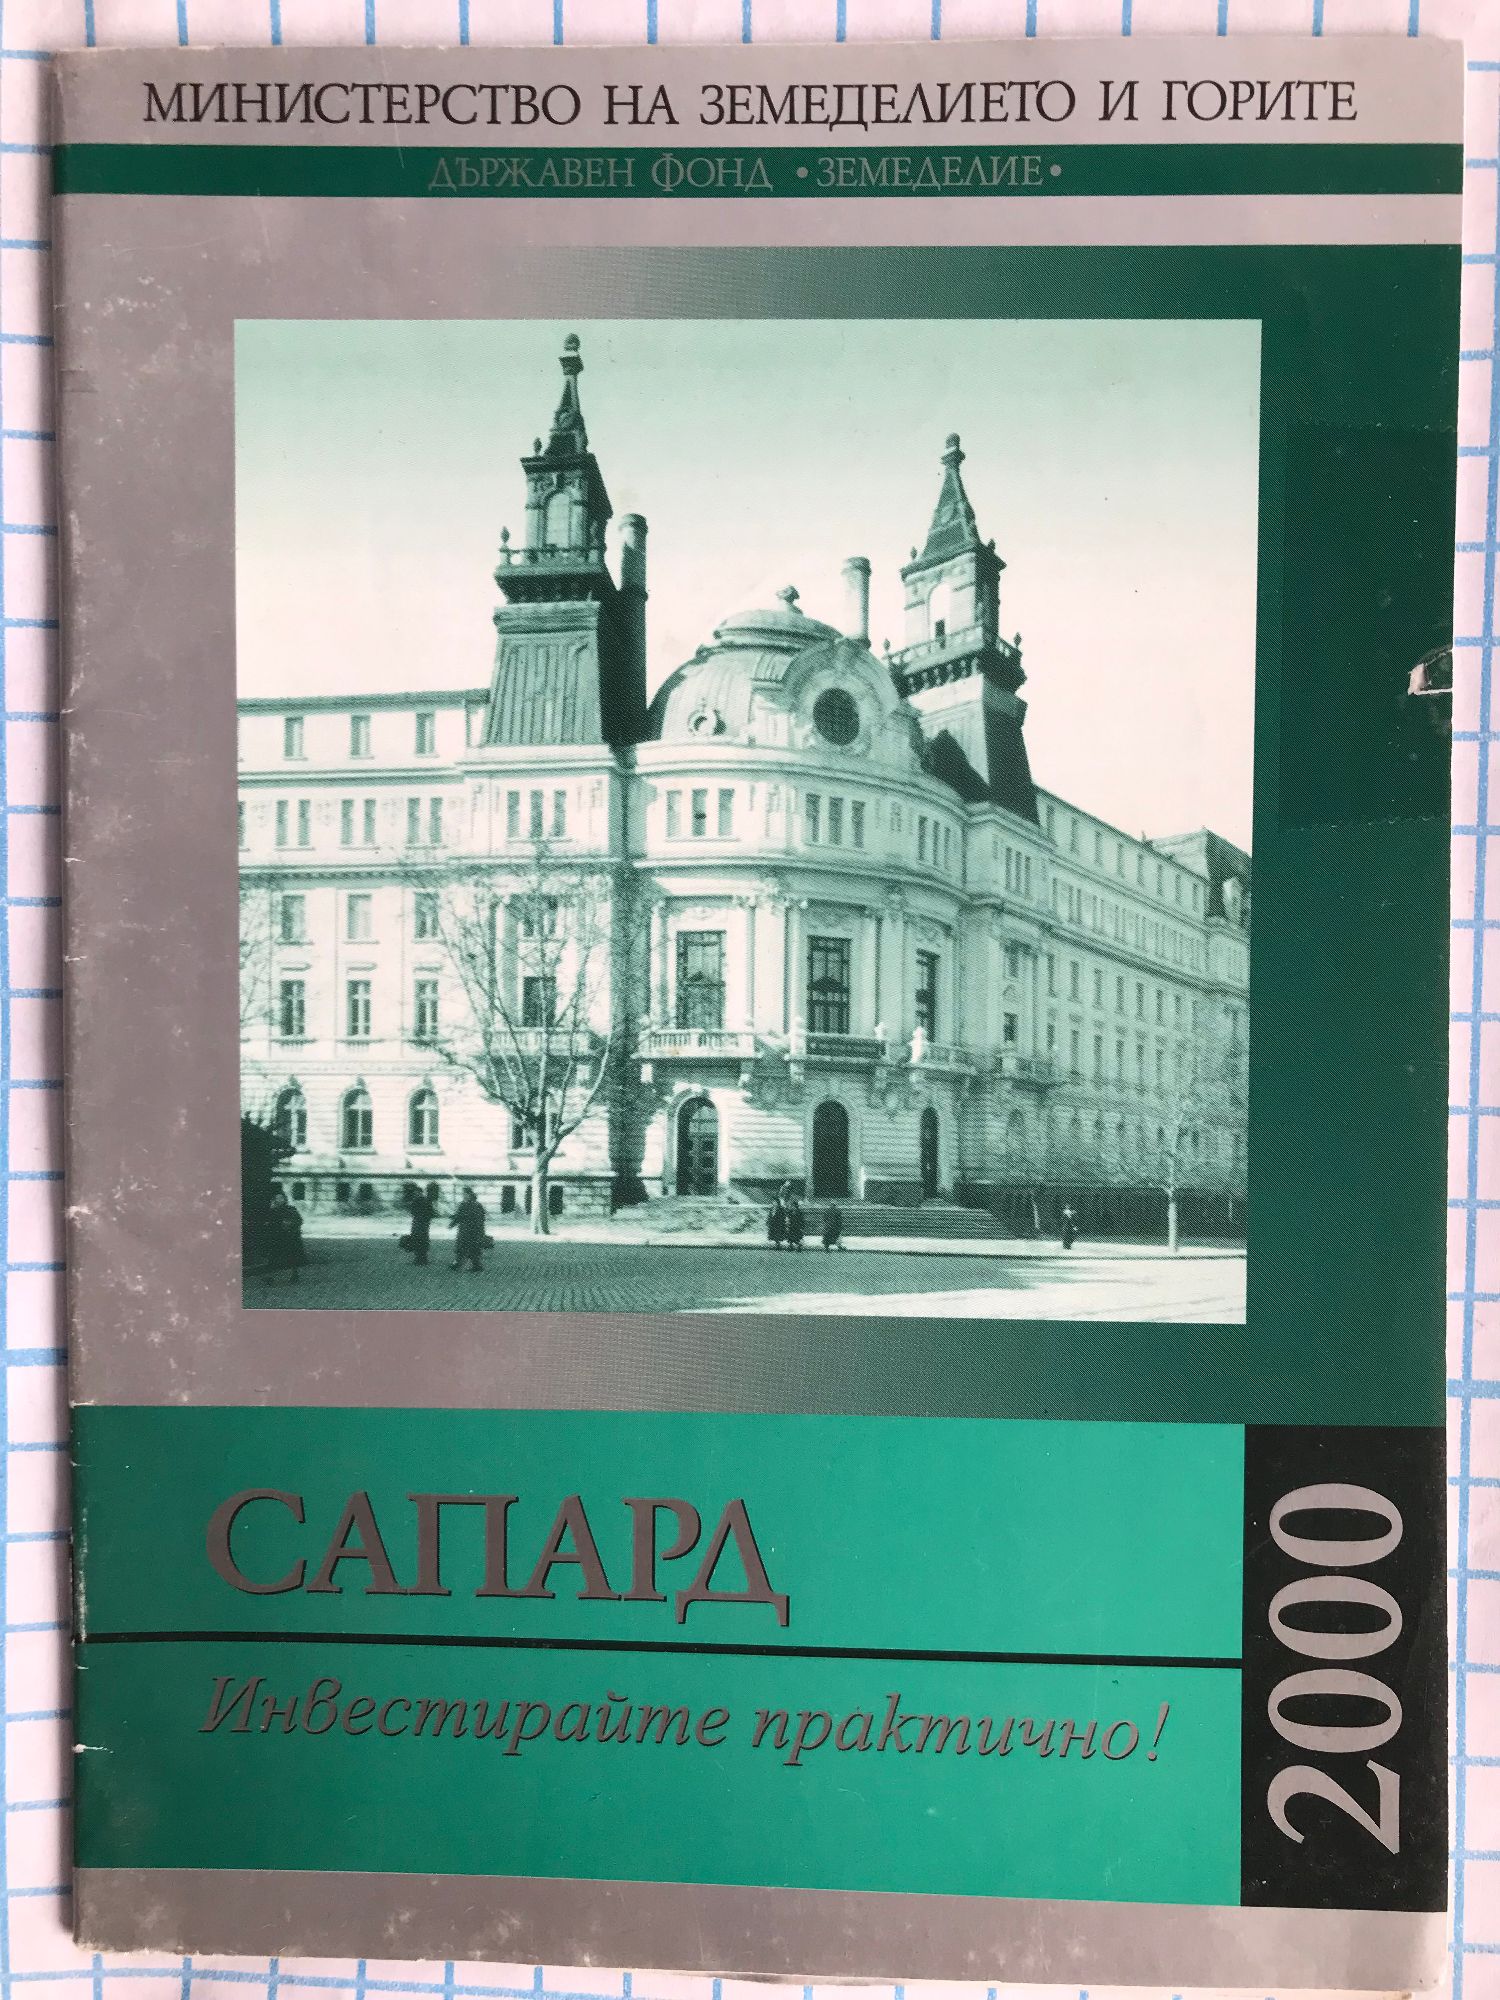 МИНИСТЕРСТВО НА ЗЕМЕДЕЛИЕТО И ГОРИТЕ
ДЪРЖАВЕН ФОНД •ЗЕМЕДЕЛИЕ•
САПАРД
Инвестирайте практично!
2000